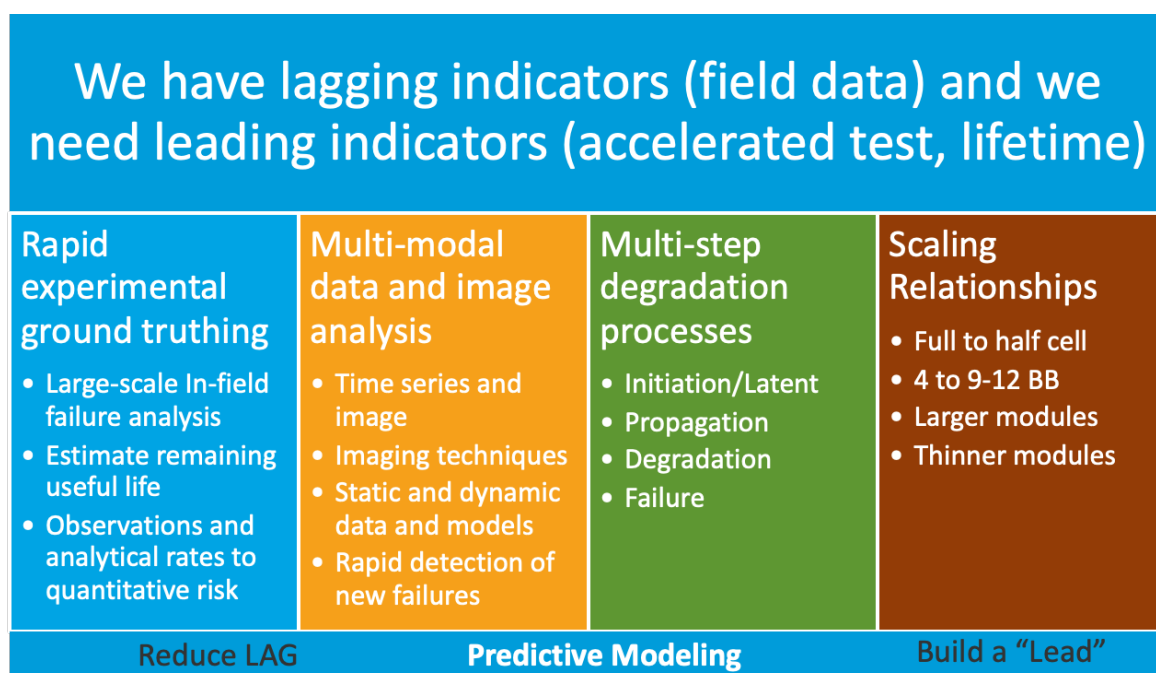 We have lagging indicators (field data) and we
need leading indicators (accelerated test, lifetime)
Rapid
experimental
ground truthing
• Large-scale In-field
failure analysis
• Estimate remaining
useful life
• Observations and
analytical rates to
quantitative risk
Multi-modal
data and image
analysis
• Time series and
image
• Imaging techniques
• Static and dynamic
data and models
• Rapid detection of
new failures
Multi-step
degradation
processes
• Initiation/Latent
• Propagation
• Degradation
• Failure
Scaling
Relationships
• Full to half cell
• 4 to 9-12 BB
• Larger modules
• Thinner modules
Reduce LAG
Predictive Modeling
Build a “Lead”